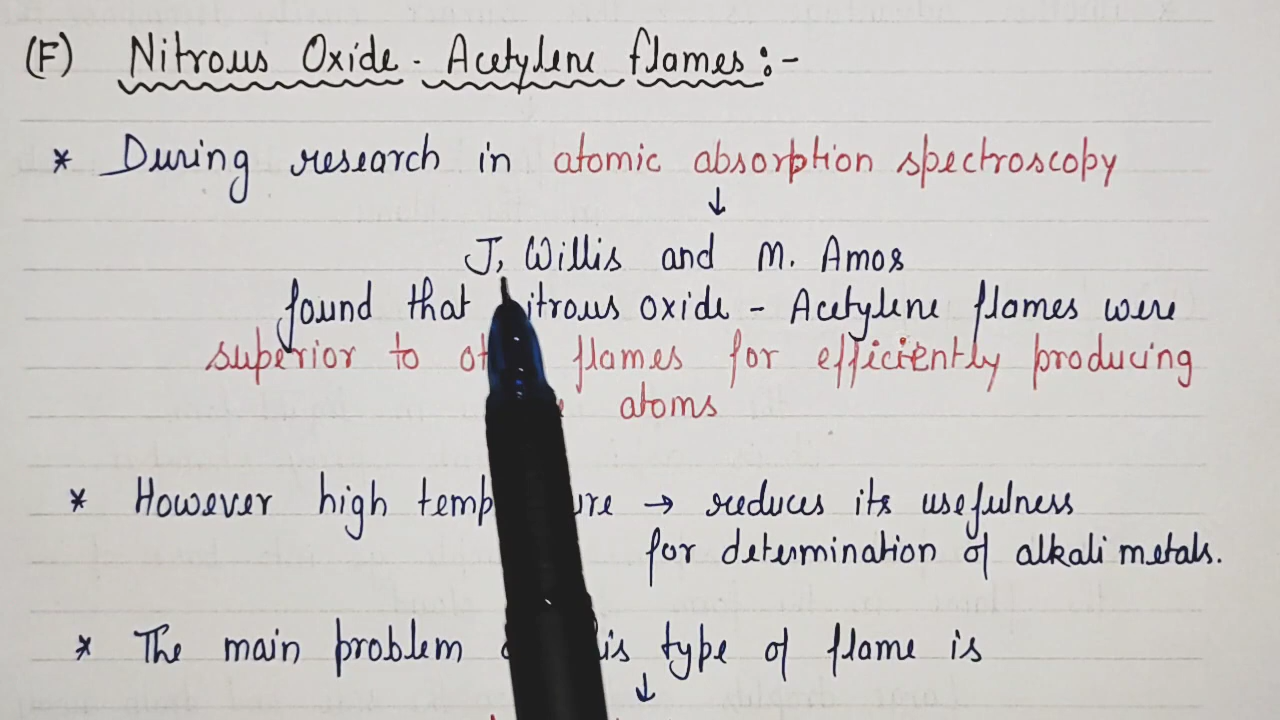 (F) Nitrous Oxide - Acetylene flames :-
* During research in atomic absorption spectroscopy
↓
J, Willis and M. Amos
found that itrous oxide - Acetylene flames were
superior to ot flames for efficiently producing
atoms
* However high temp ure → reduces its usefulness
for determination of alkali metals.
* The main problem is type of flame is
↓